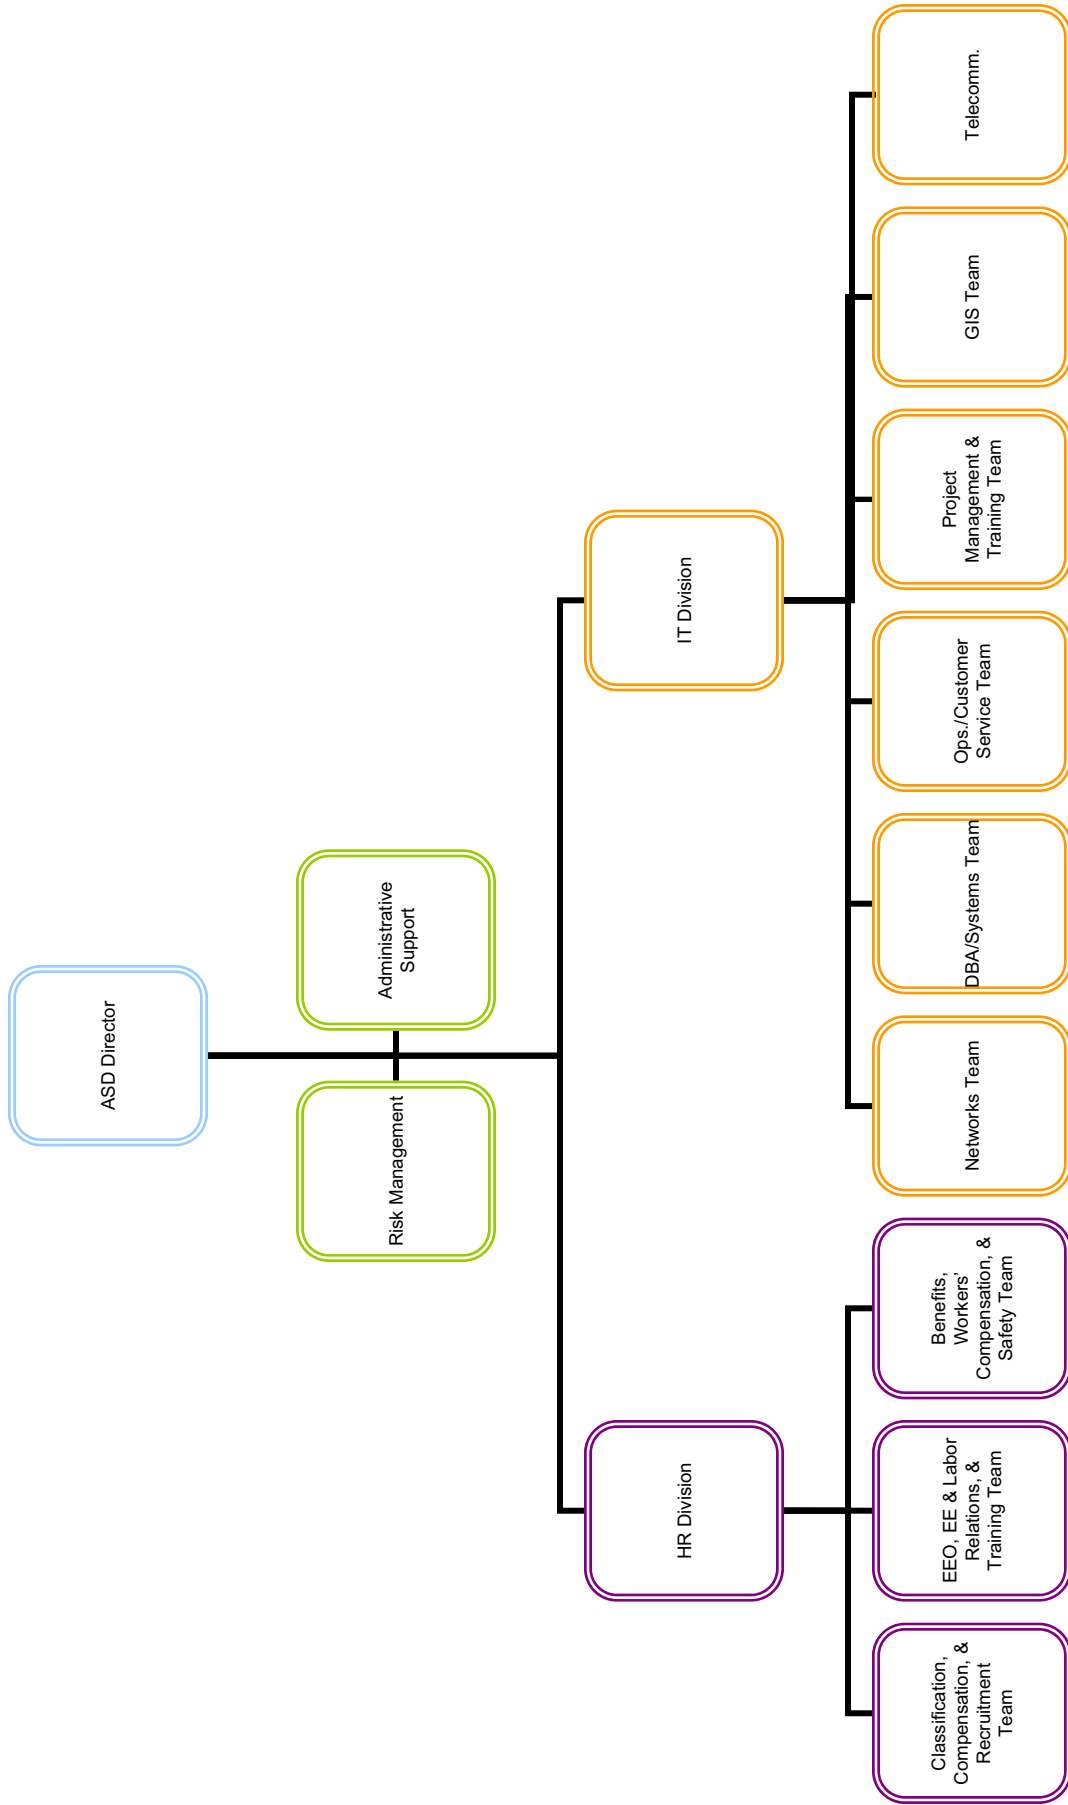 ASD Director
Risk Management
Administrative
Support
HR Division
IT Division
Classification,
Compensation, &
Recruitment
Team
EEO, EE & Labor
Relations, &
Training Team
Benefits,
Workers’
Compensation, &
Safety Team
Networks Team
DBA/Systems Team
Ops./Customer
Service Team
Project
Management &
Training Team
GIS Team
Telecomm.